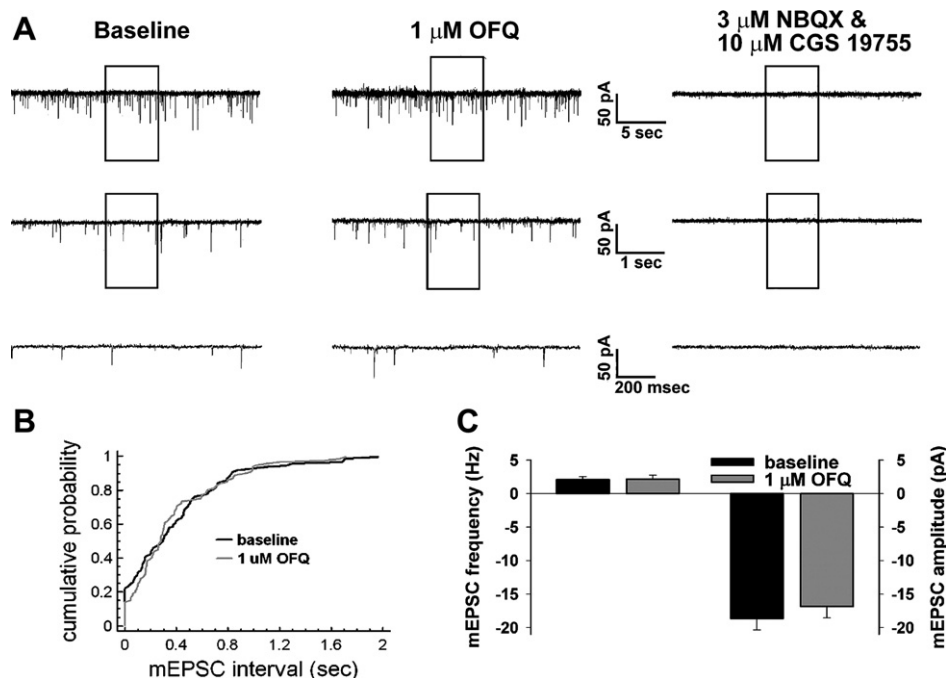 A
Baseline
1 μM OFQ
3 μM NBQX &
10 μM CGS 19755
50 pA
5 sec
50 pA
1 sec
50 pA
200 msec
B
cumulative probability
1
0.8
0.6
0.4
0.2
0
baseline
1 uM OFQ
0 0.4 0.8 1.2 1.6 2
mEPSC interval (sec)
C
mEPSC frequency (Hz)
5
0
-5
-10
-15
-20
baseline
1 μM OFQ
5
0
-5
-10
-15
-20
mEPSC amplitude (pA)